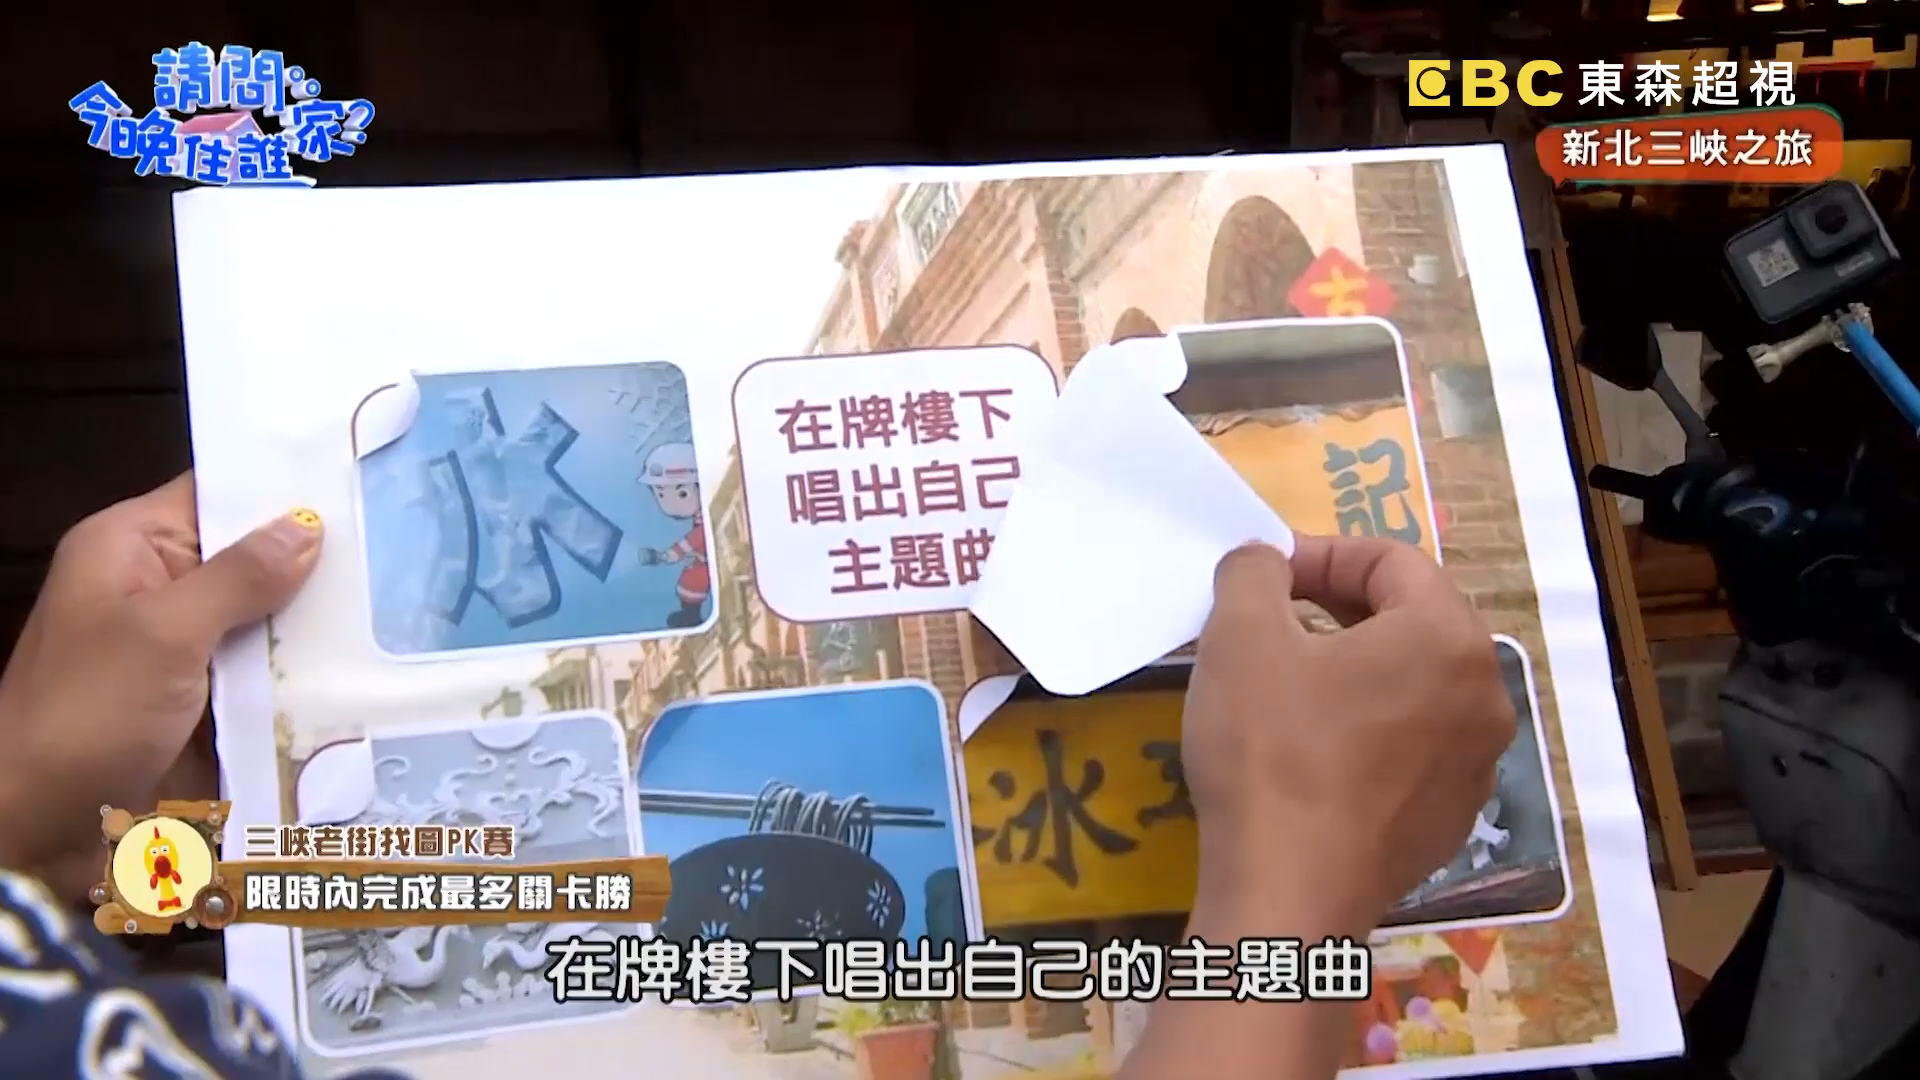 請問
今晚住誰家?
EBC 東森超視
新北三峽之旅
古
水
在牌樓下
唱出自己
主題曲
記
冰
三峽老街找圖PK賽
限時內完成最多關卡勝
在牌樓下唱出自己的主題曲